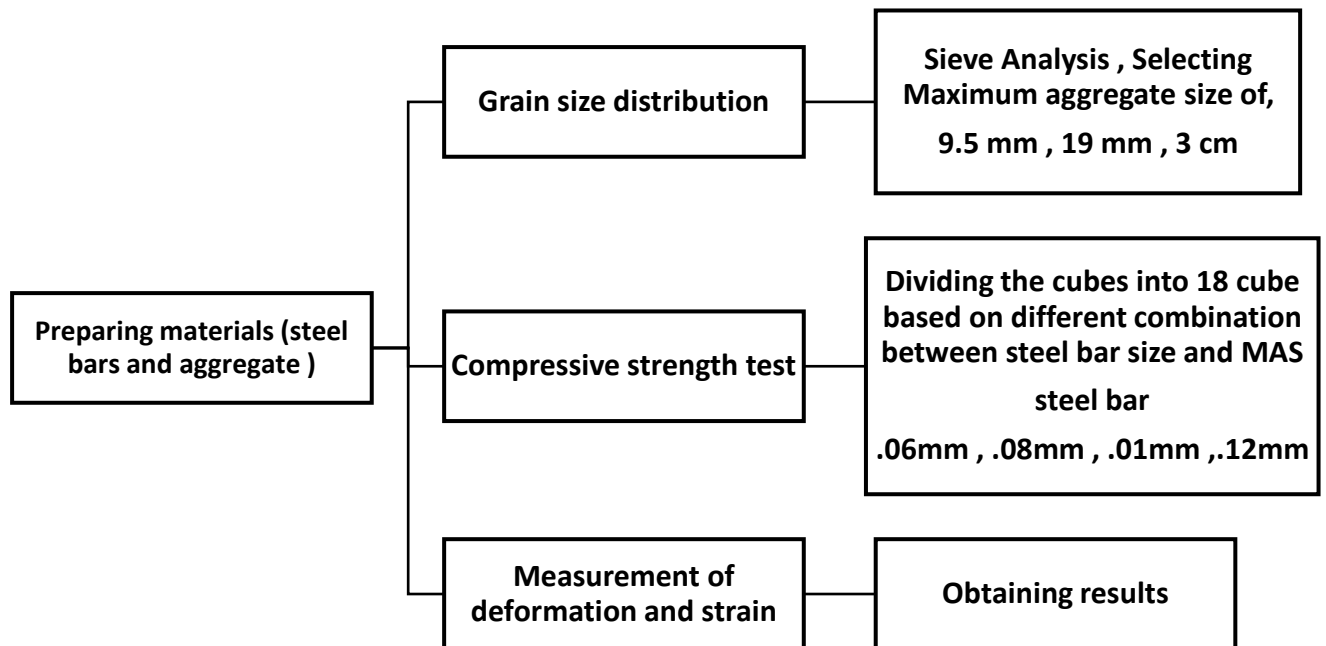 Preparing materials (steel
bars and aggregate )
Grain size distribution
Sieve Analysis , Selecting
Maximum aggregate size of,
9.5 mm , 19 mm , 3 cm
Compressive strength test
Dividing the cubes into 18 cube
based on different combination
between steel bar size and MAS
steel bar
.06mm , .08mm , .01mm ,.12mm
Measurement of
deformation and strain
Obtaining results